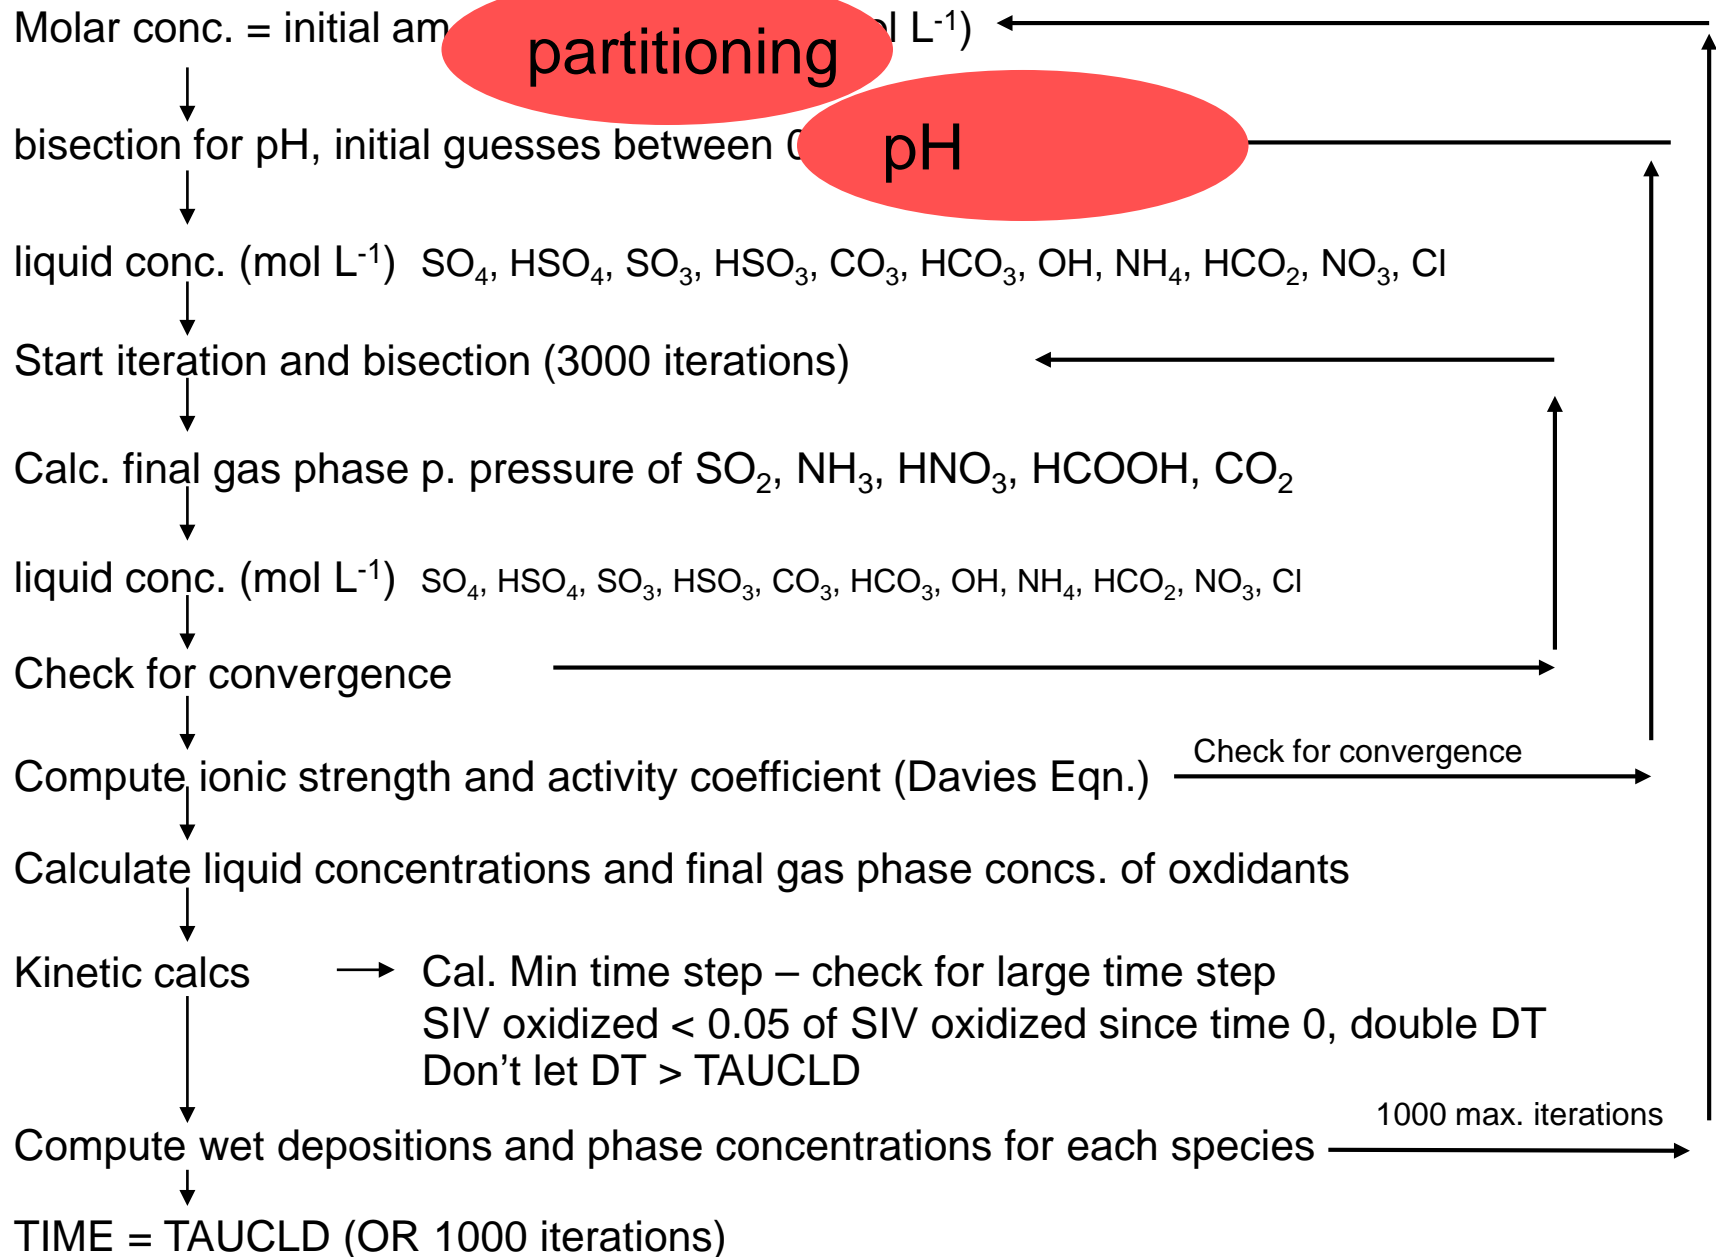 Molar conc. = initial am partitioning L⁻¹)
bisection for pH, initial guesses between pH
liquid conc. (mol L⁻¹) SO₄, HSO₄, SO₃, HSO₃, CO₃, HCO₃, OH, NH₄, HCO₂, NO₃, Cl
Start iteration and bisection (3000 iterations)
Calc. final gas phase p. pressure of SO₂, NH₃, HNO₃, HCOOH, CO₂
liquid conc. (mol L⁻¹) SO₄, HSO₄, SO₃, HSO₃, CO₃, HCO₃, OH, NH₄, HCO₂, NO₃, Cl
Check for convergence
Compute ionic strength and activity coefficient (Davies Eqn.) Check for convergence
Calculate liquid concentrations and final gas phase concs. of oxdidants
Kinetic calcs Cal. Min time step – check for large time step
SIV oxidized < 0.05 of SIV oxidized since time 0, double DT
Don't let DT > TAUCLD
1000 max. iterations
Compute wet depositions and phase concentrations for each species
TIME = TAUCLD (OR 1000 iterations)